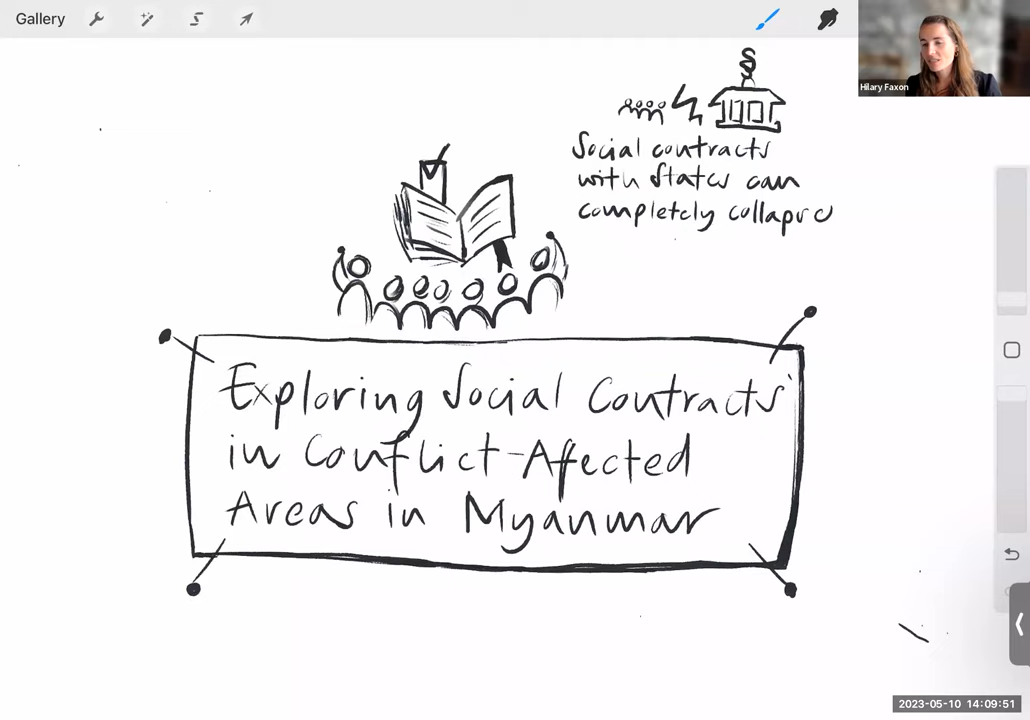 Gallery
Hilary Faxon
§
Social contracts
with States can
completely collapse
Exploring Social Contracts
in Conflict-Affected
Areas in Myanmar
2023-05-10 14:09:51